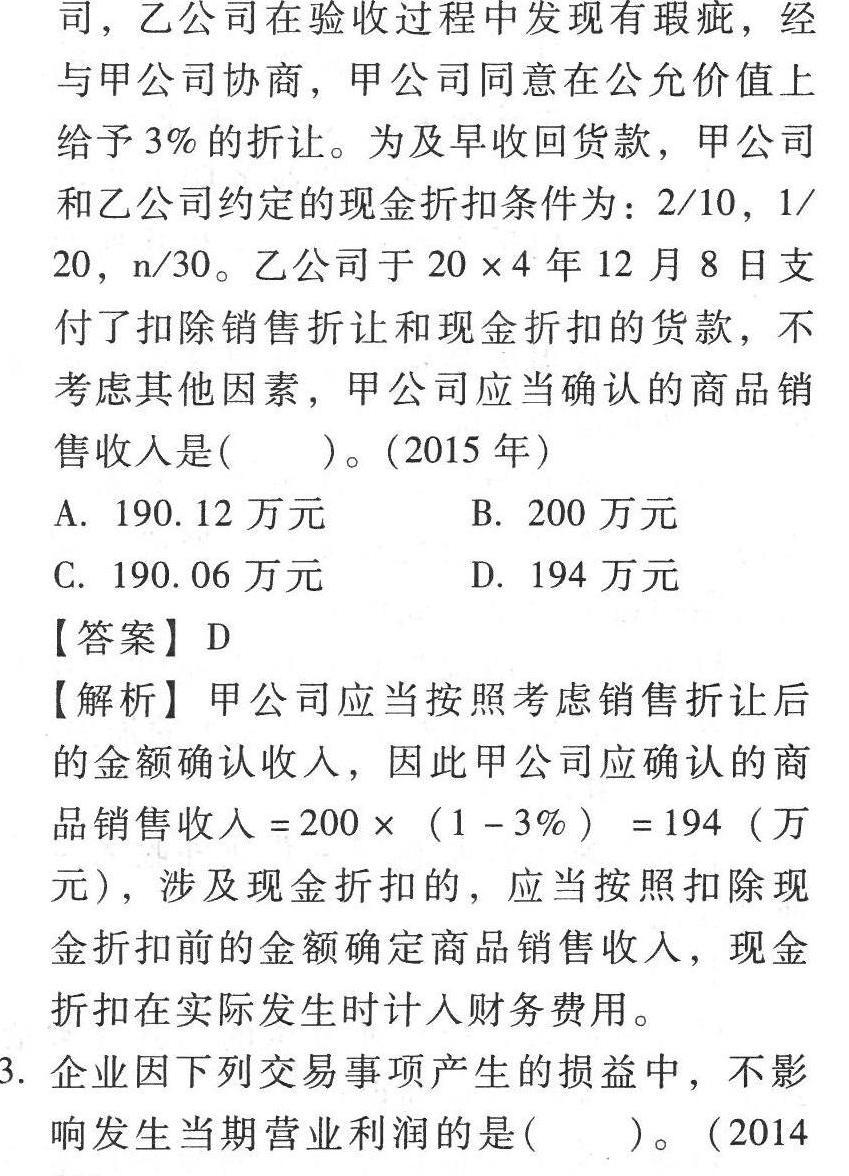 司，乙公司在验收过程中发现有瑕疵，经
与甲公司协商，甲公司同意在公允价值上
给予3%的折让。为及早收回货款，甲公司
和乙公司约定的现金折扣条件为：2/10，1/
20，n/30。乙公司于20×4年12月8日支
付了扣除销售折让和现金折扣的货款，不
考虑其他因素，甲公司应当确认的商品销
售收入是(　　)。(2015年)
A. 190.12万元　　B. 200万元
C. 190.06万元　　D. 194万元
【答案】D
【解析】甲公司应当按照考虑销售折让后
的金额确认收入，因此甲公司应确认的商
品销售收入=200×（1-3%）=194（万
元），涉及现金折扣的，应当按照扣除现
金折扣前的金额确定商品销售收入，现金
折扣在实际发生时计入财务费用。
3. 企业因下列交易事项产生的损益中，不影
响发生当期营业利润的是(　　)。(2014